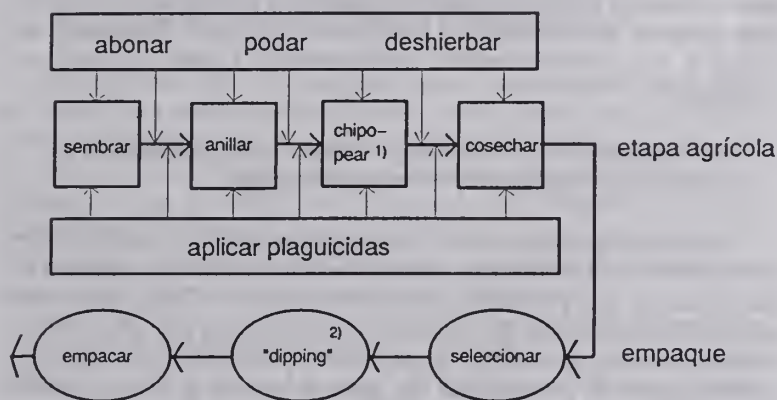 abonar podar deshierbar
sembrar anillar chipo-
pear 1) cosechar etapa agrícola
aplicar plaguicidas
empacar "dipping" 2) seleccionar empaque